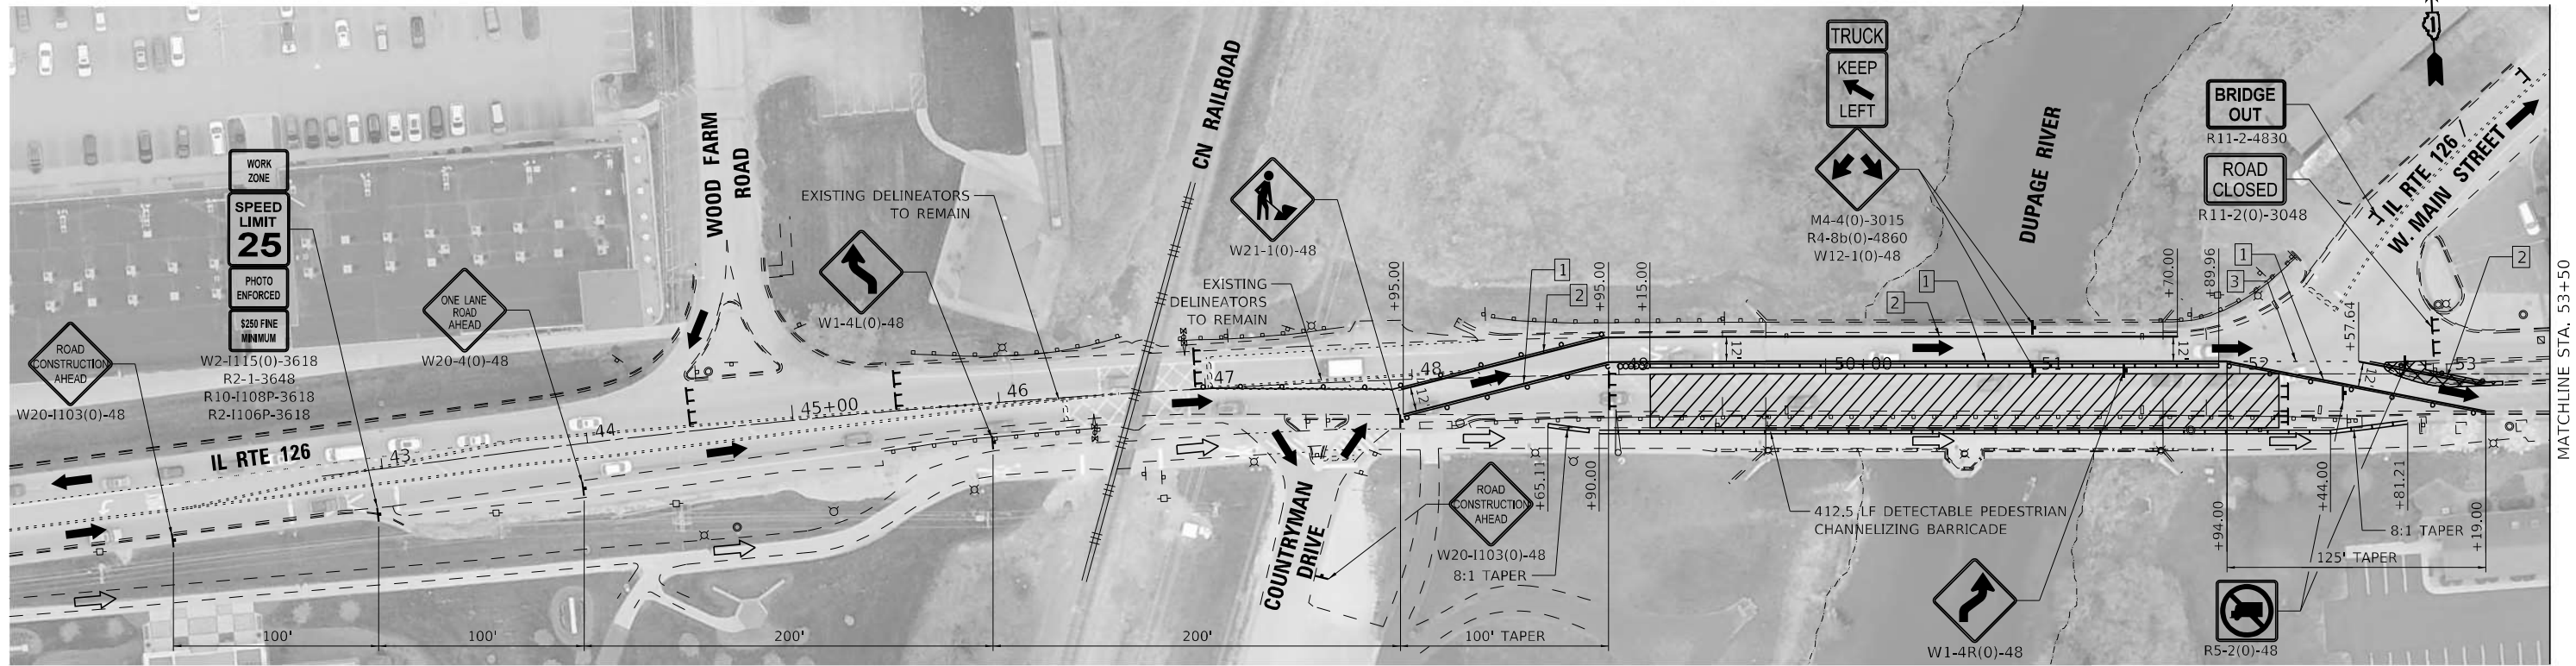 ROAD
CONSTRUCTION
AHEAD
W20-I103(0)-48
WORK
ZONE
SPEED
LIMIT
25
PHOTO
ENFORCED
$250 FINE
MINIMUM
W2-I115(0)-3618
R2-1-3648
R10-I108P-3618
R2-I106P-3618
ONE LANE
ROAD
AHEAD
W20-4(0)-48
IL RTE 126
43
44
45+00
46
47
48
49
50+00
51
52
53
WOOD FARM
ROAD
EXISTING DELINEATORS
TO REMAIN
W1-4L(0)-48
CN RAILROAD
W21-1(0)-48
EXISTING
DELINEATORS
TO REMAIN
+95.00
12'
1
2
+95.00
+15.00
COUNTRYMAN
DRIVE
ROAD
CONSTRUCTION
AHEAD
W20-I103(0)-48
8:1 TAPER
+65.11
+90.00
TRUCK
KEEP
LEFT
M4-4(0)-3015
R4-8b(0)-4860
W12-1(0)-48
DUPAGE RIVER
12'
2
1
12'
+70.00
+89.96
1
3
BRIDGE
OUT
R11-2-4830
ROAD
CLOSED
R11-2(0)-3048
IL RTE 126 /
W. MAIN STREET
2
+57.64
12'
412.5 LF DETECTABLE PEDESTRIAN
CHANNELIZING BARRICADE
W1-4R(0)-48
+94.00
+44.00
+81.21
+19.00
8:1 TAPER
125' TAPER
R5-2(0)-48
MATCHLINE STA. 53+50
100'
100'
200'
200'
100' TAPER